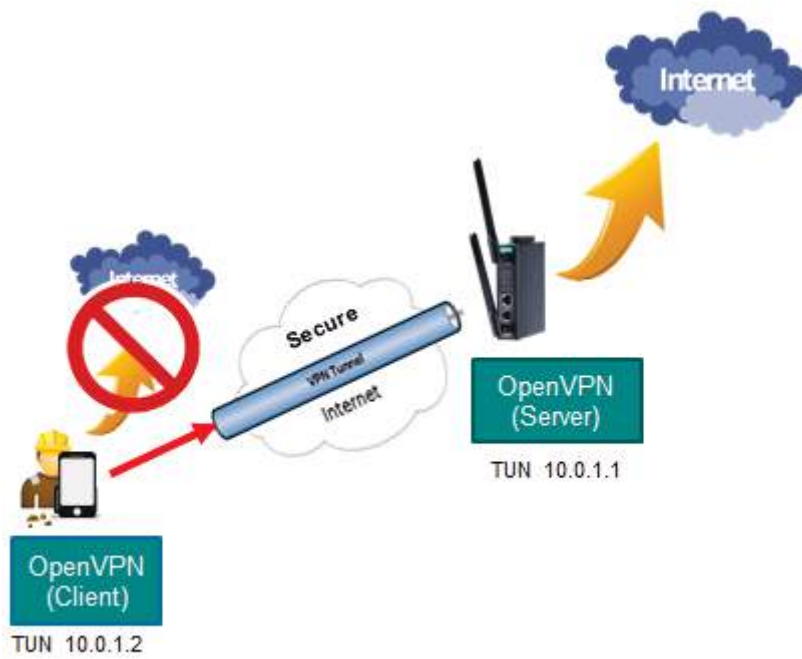 Internet
Internet
Secure
VPN Tunnel
Internet
OpenVPN
(Server)
TUN 10.0.1.1
OpenVPN
(Client)
TUN 10.0.1.2